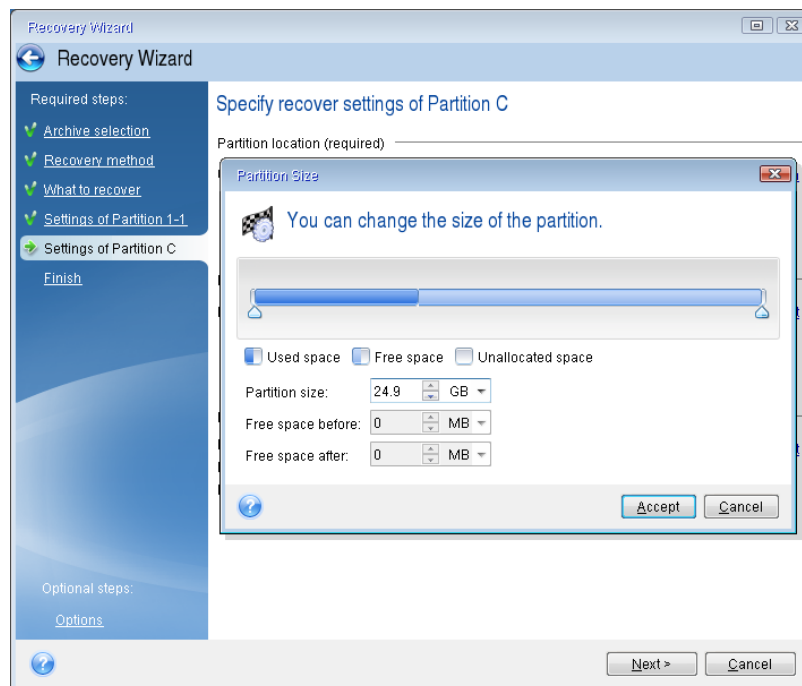 Recovery Wizard
Recovery Wizard
Required steps:
Archive selection
Recovery method
What to recover
Settings of Partition 1-1
Settings of Partition C
Finish
Optional steps:
Options
Specify recover settings of Partition C
Partition location (required)
Partition Size
You can change the size of the partition.
Used space Free space Unallocated space
Partition size: 24.9 GB
Free space before: 0 MB
Free space after: 0 MB
Accept Cancel
Next > Cancel